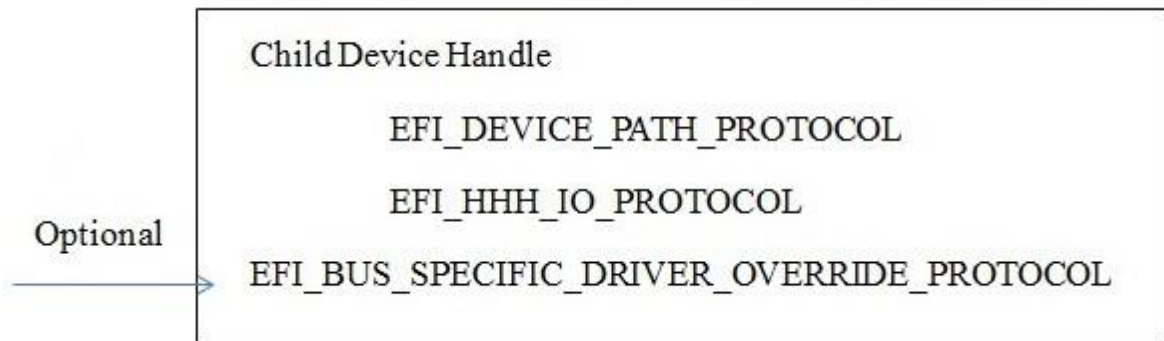 Child Device Handle
EFI_DEVICE_PATH_PROTOCOL
EFI_HHH_IO_PROTOCOL
Optional
EFI_BUS_SPECIFIC_DRIVER_OVERRIDE_PROTOCOL